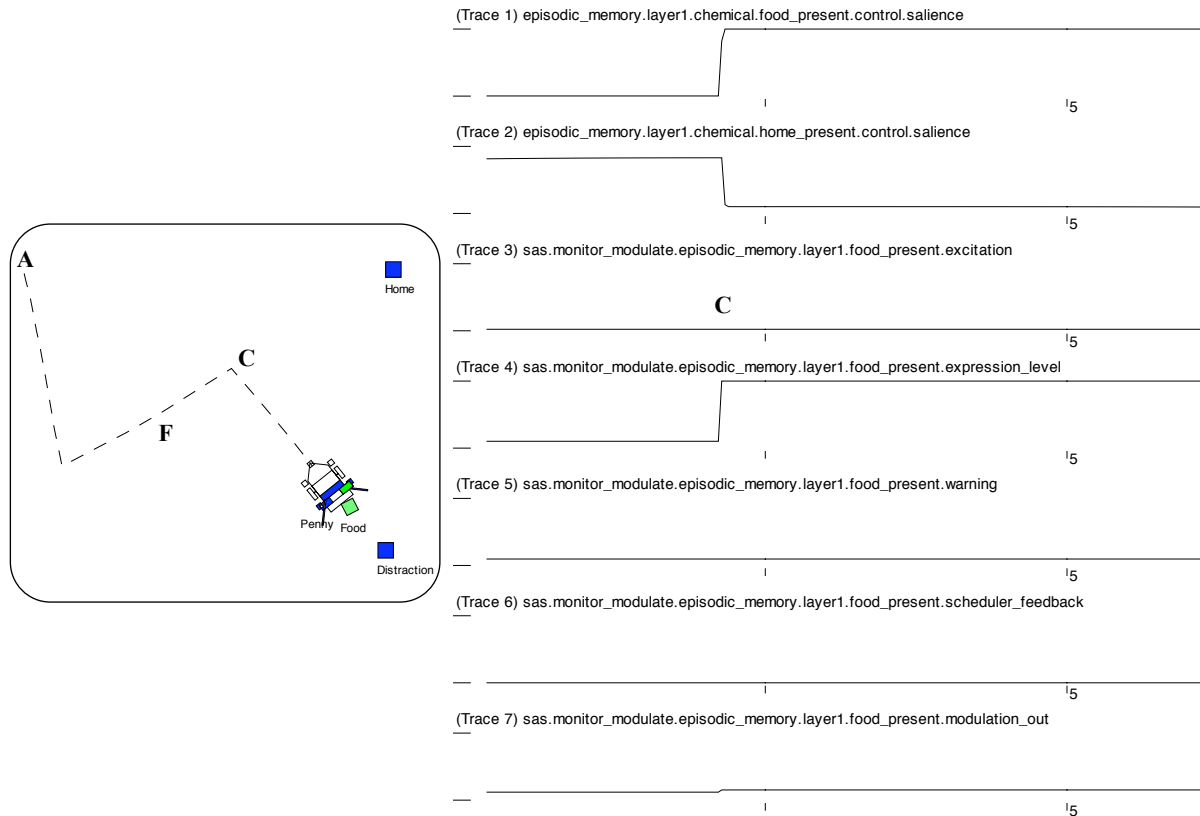 (Trace 1) episodic_memory.layer1.chemical.food_present.control.salience
5
(Trace 2) episodic_memory.layer1.chemical.home_present.control.salience
5
(Trace 3) sas.monitor_modulate.episodic_memory.layer1.food_present.excitation
C
5
(Trace 4) sas.monitor_modulate.episodic_memory.layer1.food_present.expression_level
5
(Trace 5) sas.monitor_modulate.episodic_memory.layer1.food_present.warning
5
(Trace 6) sas.monitor_modulate.episodic_memory.layer1.food_present.scheduler_feedback
5
(Trace 7) sas.monitor_modulate.episodic_memory.layer1.food_present.modulation_out
5
A
Home
C
F
Penny
Food
Distraction